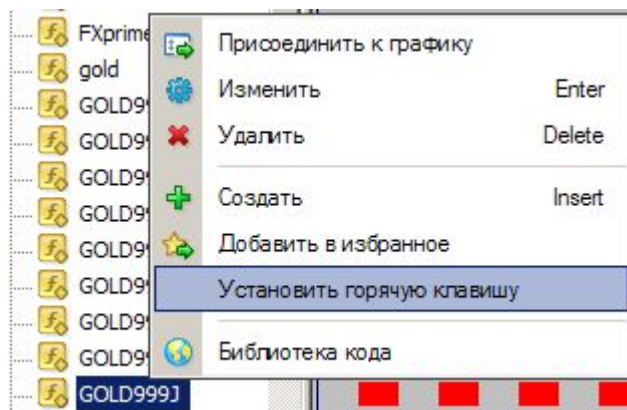 FXprime
gold
GOLD9
GOLD9
GOLD9
GOLD9
GOLD9
GOLD9
GOLD9
GOLD9
GOLD999J
Присоединить к графику
Изменить Enter
Удалить Delete
Создать Insert
Добавить в избранное
Установить горячую клавишу
Библиотека кода